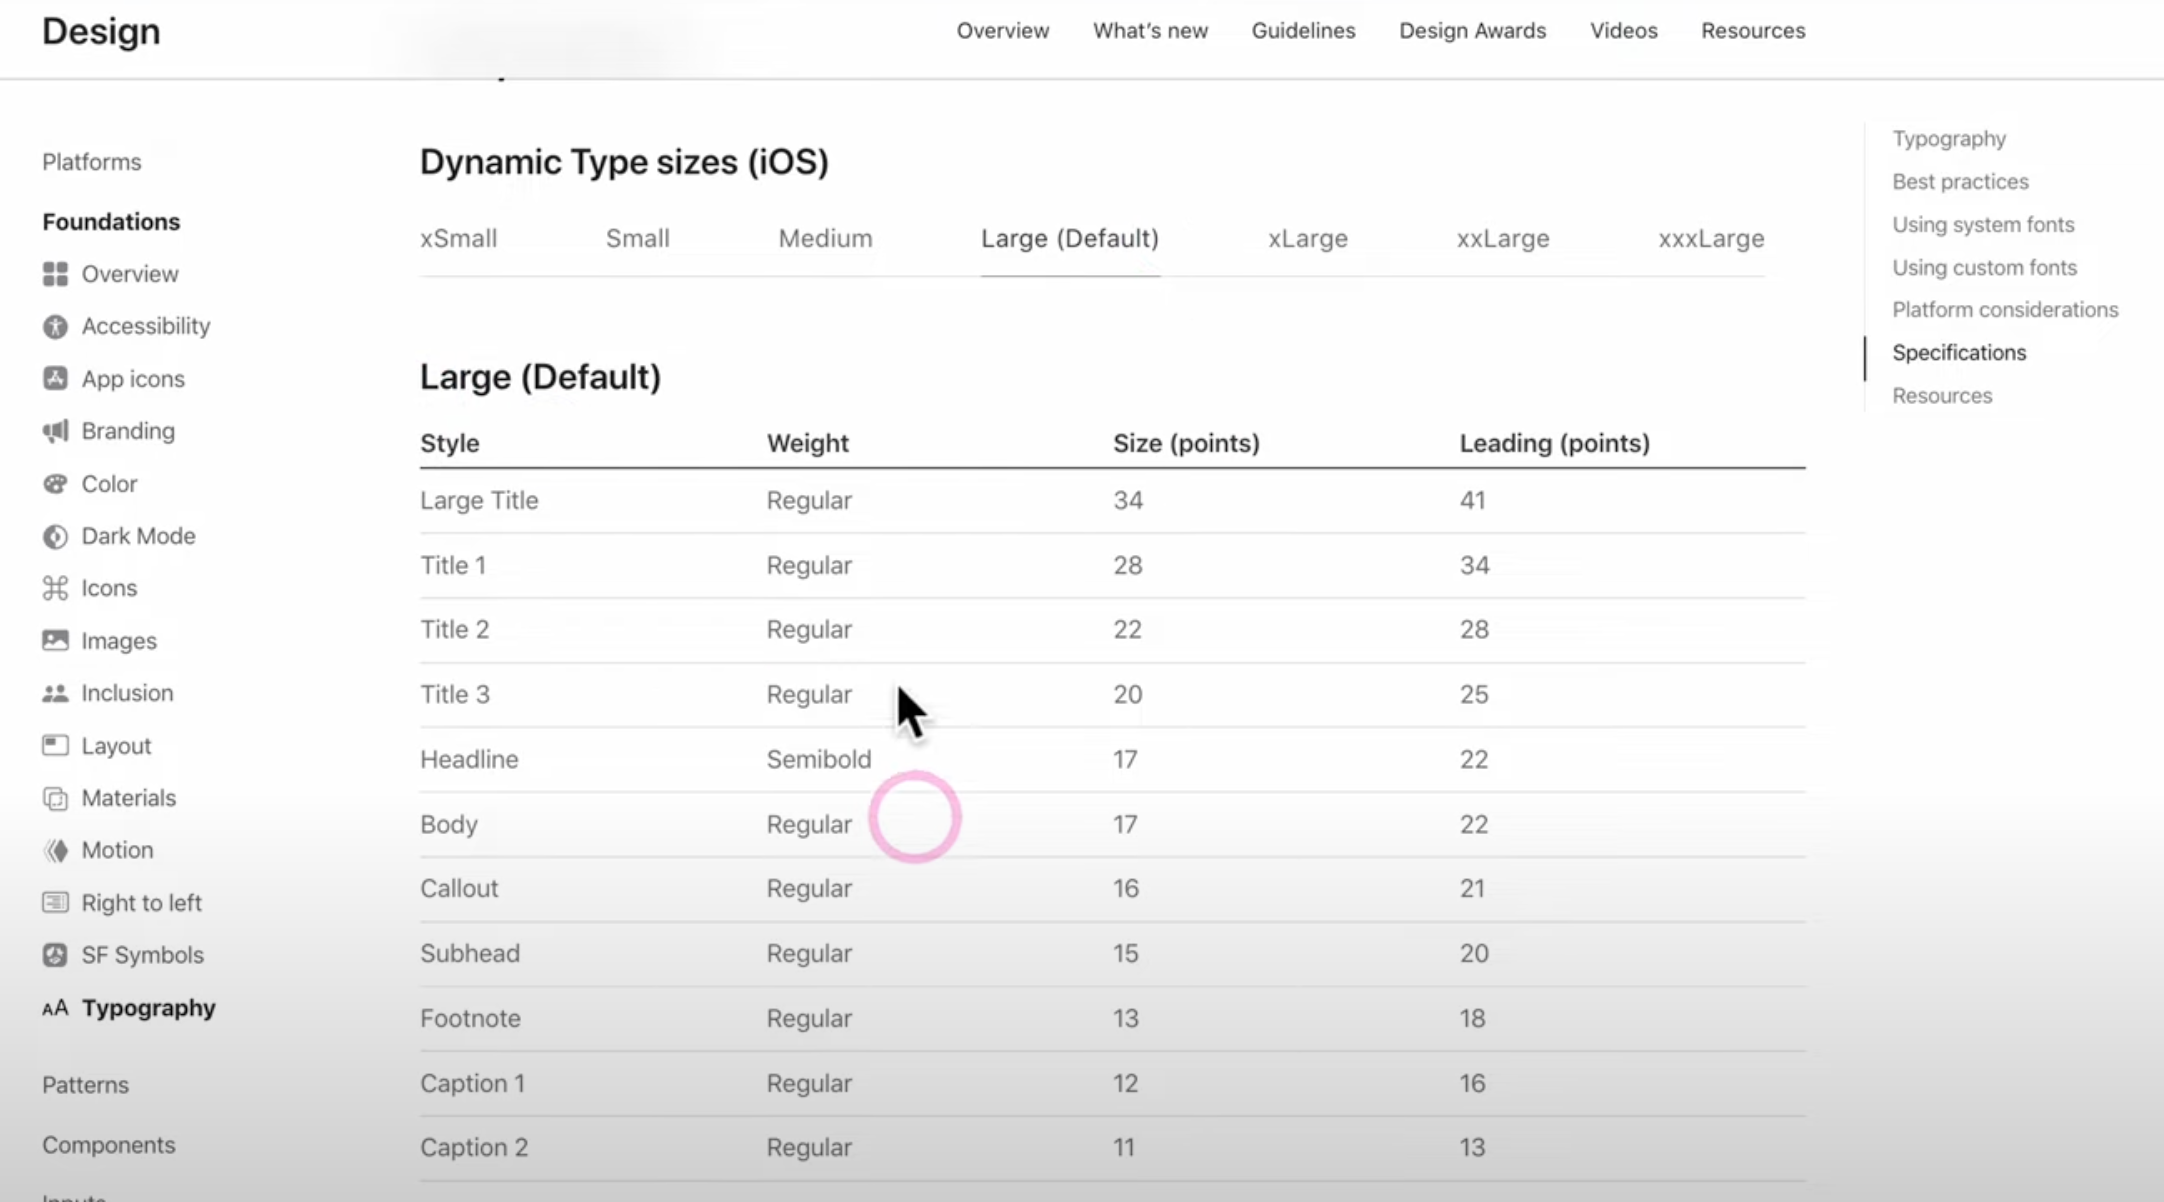 Design
Overview What's new Guidelines Design Awards Videos Resources
Platforms
Foundations
Overview
Accessibility
App icons
Branding
Color
Dark Mode
Icons
Images
Inclusion
Layout
Materials
Motion
Right to left
SF Symbols
AA Typography
Patterns
Components
Dynamic Type sizes (iOS)
xSmall Small Medium Large (Default) xLarge xxLarge xxxLarge
Large (Default)
Style Weight Size (points) Leading (points)
Large Title Regular 34 41
Title 1 Regular 28 34
Title 2 Regular 22 28
Title 3 Regular 20 25
Headline Semibold 17 22
Body Regular 17 22
Callout Regular 16 21
Subhead Regular 15 20
Footnote Regular 13 18
Caption 1 Regular 12 16
Caption 2 Regular 11 13
Typography
Best practices
Using system fonts
Using custom fonts
Platform considerations
Specifications
Resources